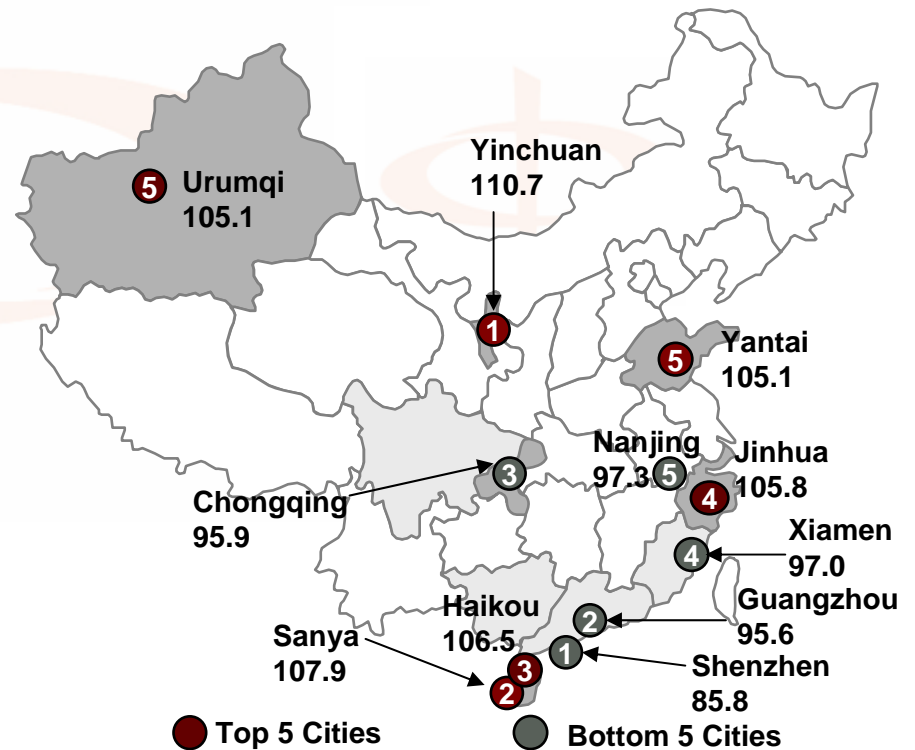 Yinchuan
110.7
5
Urumqi
105.1
1
Yantai
105.1
5
Nanjing
97.3
5
Jinhua
105.8
4
3
Chongqing
95.9
Xiamen
97.0
4
Guangzhou
95.6
2
Haikou
106.5
3
Sanya
107.9
2
1
Shenzhen
85.8
Top 5 Cities
Bottom 5 Cities